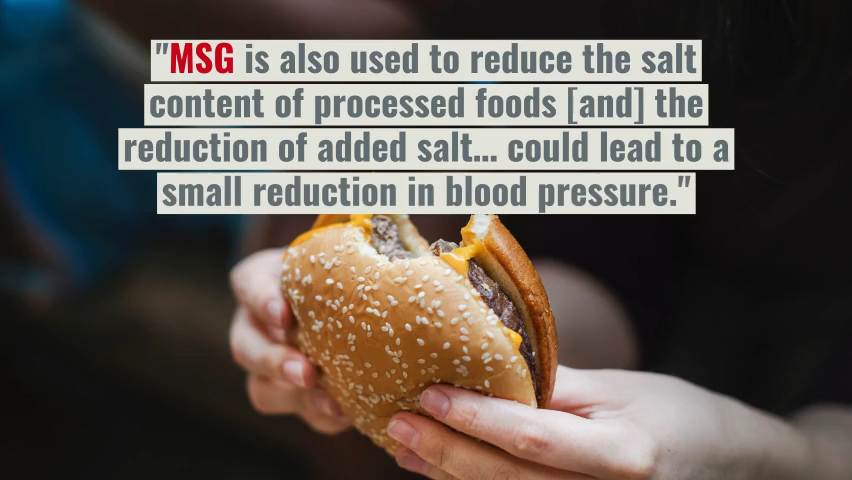 "MSG is also used to reduce the salt
content of processed foods [and] the
reduction of added salt... could lead to a
small reduction in blood pressure."